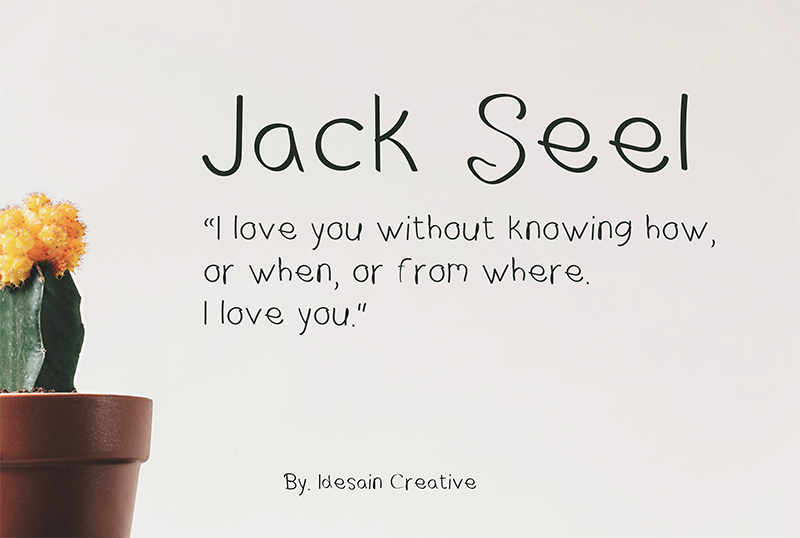 Jack Seel
“I love you without knowing how,
or when, or from where.
I love you."
By. Idesain Creative